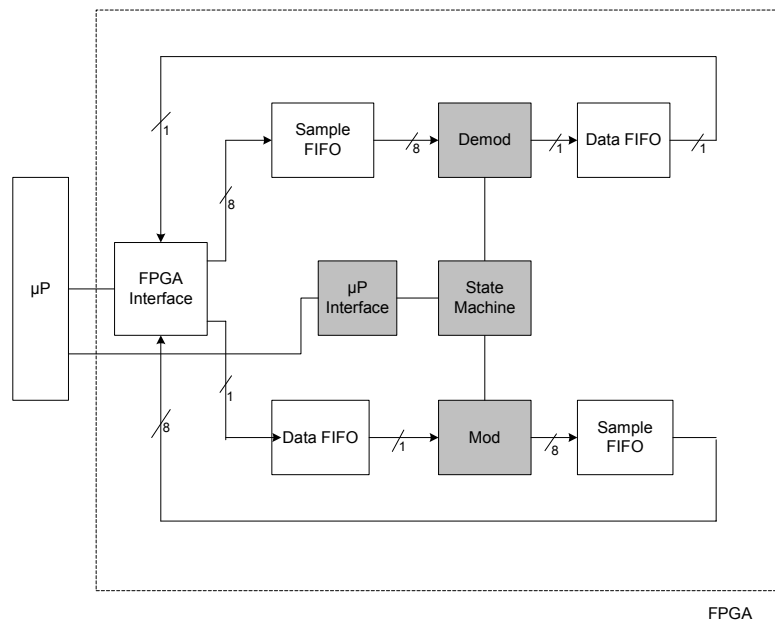 1
Sample
FIFO
8
Demod
1
Data FIFO
1
8
µP
FPGA
Interface
µP
Interface
State
Machine
1
8
Data FIFO
1
Mod
8
Sample
FIFO
FPGA